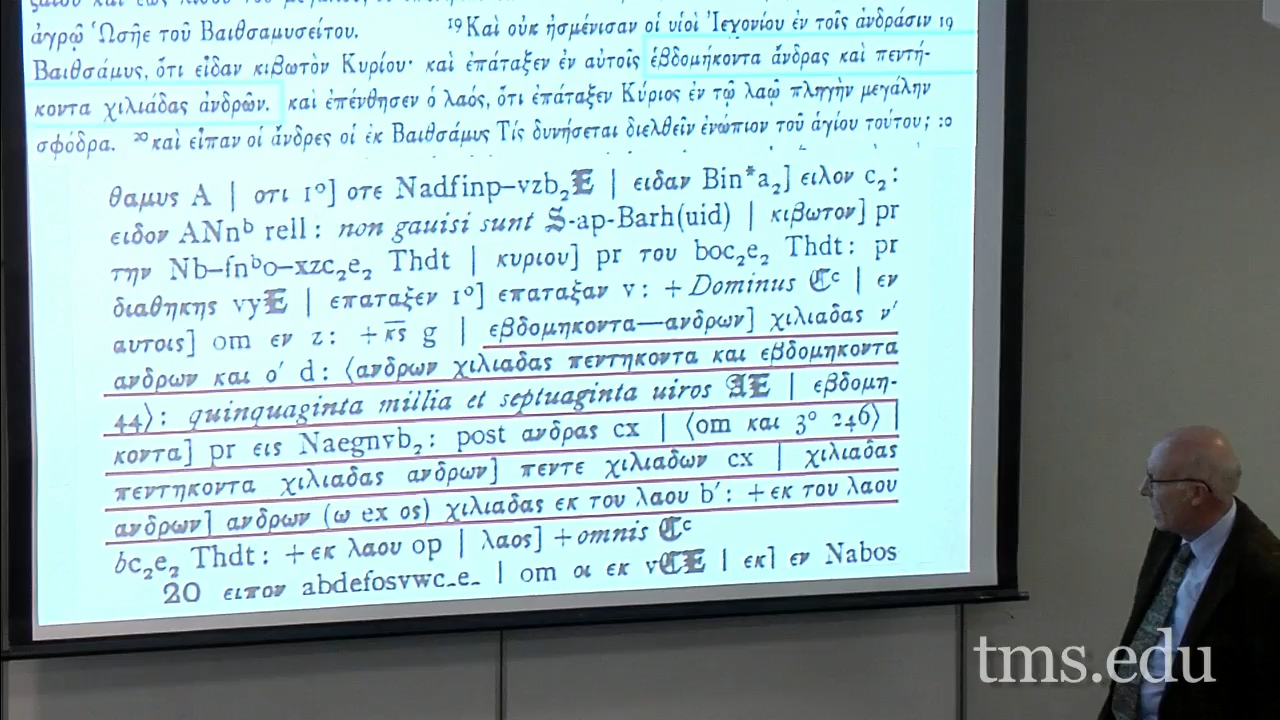 ἀγρῷ Ὡσῆε τοῦ Βαιθσαμυσείτου. ¹⁹Καὶ οὐκ ἠσμένισαν οἱ υἱοὶ Ἰεχονίου ἐν τοῖς ἀνδράσιν 19
Βαιθσάμυς, ὅτι εἶδαν κιβωτὸν Κυρίου· καὶ ἐπάταξεν ἐν αὐτοῖς ἑβδομήκοντα ἄνδρας καὶ πεντή-
κοντα χιλιάδας ἀνδρῶν. καὶ ἐπένθησεν ὁ λαός, ὅτι ἐπάταξεν Κύριος ἐν τῷ λαῷ πληγὴν μεγάλην
σφόδρα. ²⁰καὶ εἶπαν οἱ ἄνδρες οἱ ἐκ Βαιθσάμυς Τίς δυνήσεται διελθεῖν ἐνώπιον τοῦ ἁγίου τούτου; 20
θαμυς A | οτι 1°] οτε Nadfinp–vzb₂𝕰 | ειδαν Bin*a₂] ειλον c₂:
ειδον ANnᵇ rell: non gauisi sunt 𝕾-ap-Barh(uid) | κιβωτον] pr
την Nb–fnᵇo–xzc₂e₂ Thdt | κυριου] pr του boc₂e₂ Thdt: pr
διαθηκης vy𝕰 | επαταξεν 1°] επαταξαν v: +Dominus ℭᶜ | εν
αυτοις] om εν z: +κ̅ς̅ g | εβδομηκοντα—ανδρων] χιλιαδας ν′
ανδρων και ο′ d: ⟨ανδρων χιλιαδας πεντηκοντα και εβδομηκοντα
44⟩: quinquaginta millia et septuaginta uiros 𝕬𝕰 | εβδομη-
κοντα] pr εις Naegnvb₂: post ανδρας cx | ⟨om και 3° 246⟩ |
πεντηκοντα χιλιαδας ανδρων] πεντε χιλιαδων cx | χιλιαδας
ανδρων] ανδρων (ω ex ος) χιλιαδας εκ του λαου b′: +εκ του λαου
bc₂e₂ Thdt: +εκ λαου op | λαος] +omnis ℭᶜ
20 ειπον abdefosvwc₂e₂ | om οι εκ vℭ𝕰 | εκ] εν Nabos
tms.edu